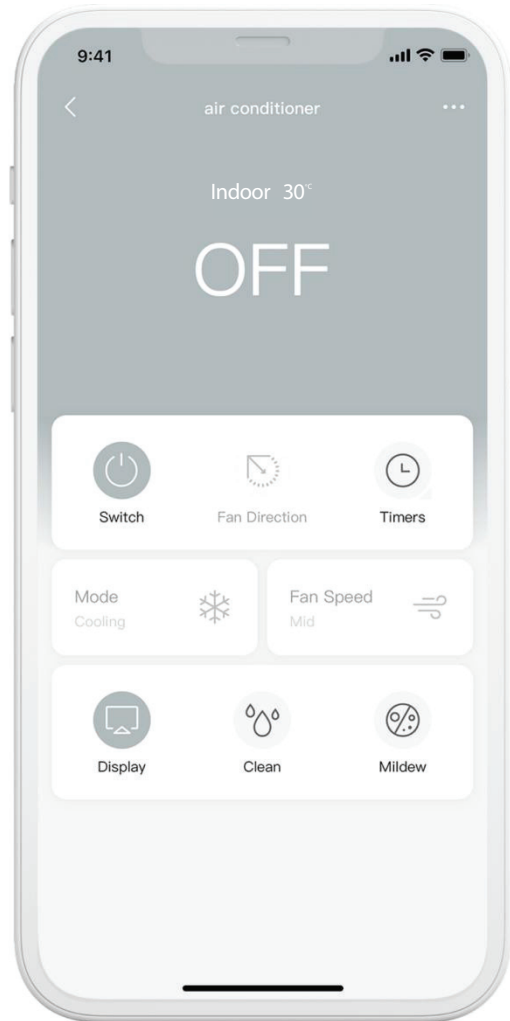 9:41
air conditioner
Indoor 30°C
OFF
Switch Fan Direction Timers
Mode Fan Speed
Cooling Mid
Display Clean Mildew